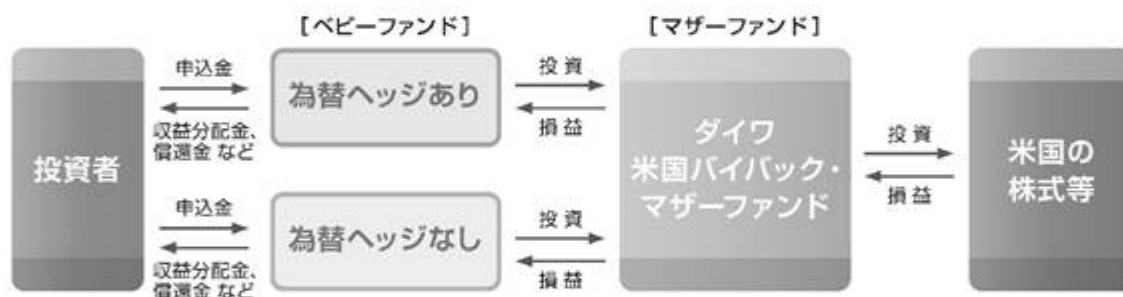 ［ベビーファンド］
［マザーファンド］
投資者
申込金
収益分配金、
償還金 など
為替ヘッジあり
投 資
損 益
申込金
収益分配金、
償還金 など
為替ヘッジなし
投 資
損 益
ダイワ
米国バイバック・
マザーファンド
投 資
損 益
米国の
株式等